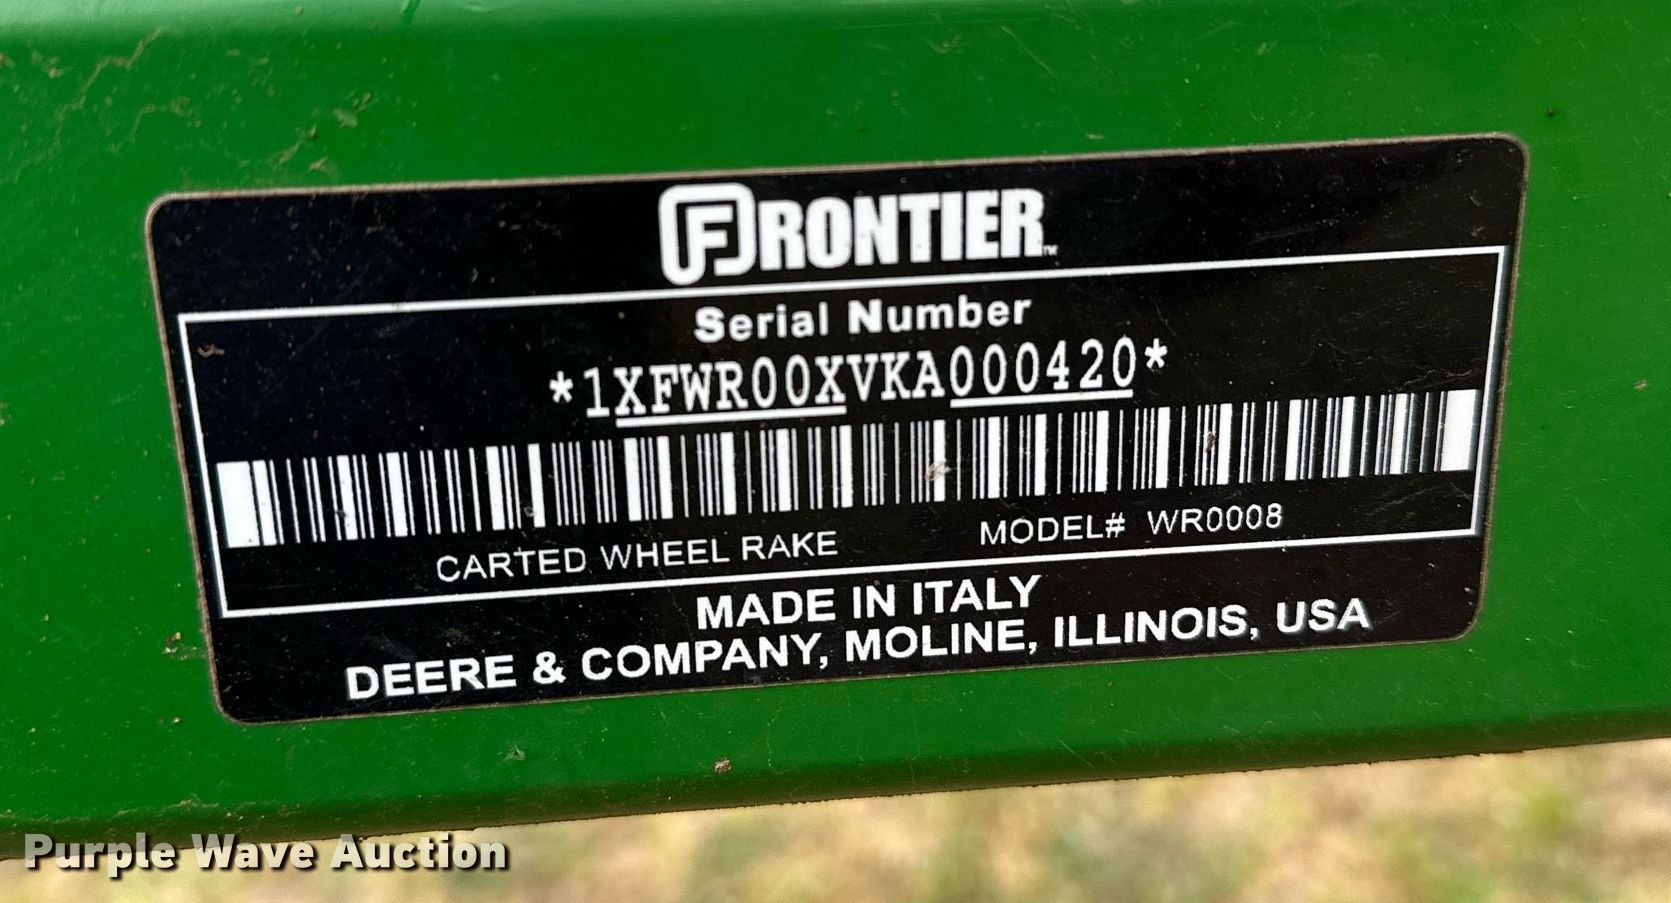 FRONTIER™
Serial Number
*1XFWR00XVKA000420*
CARTED WHEEL RAKE MODEL# WR0008
MADE IN ITALY
DEERE & COMPANY, MOLINE, ILLINOIS, USA
Purple Wave Auction